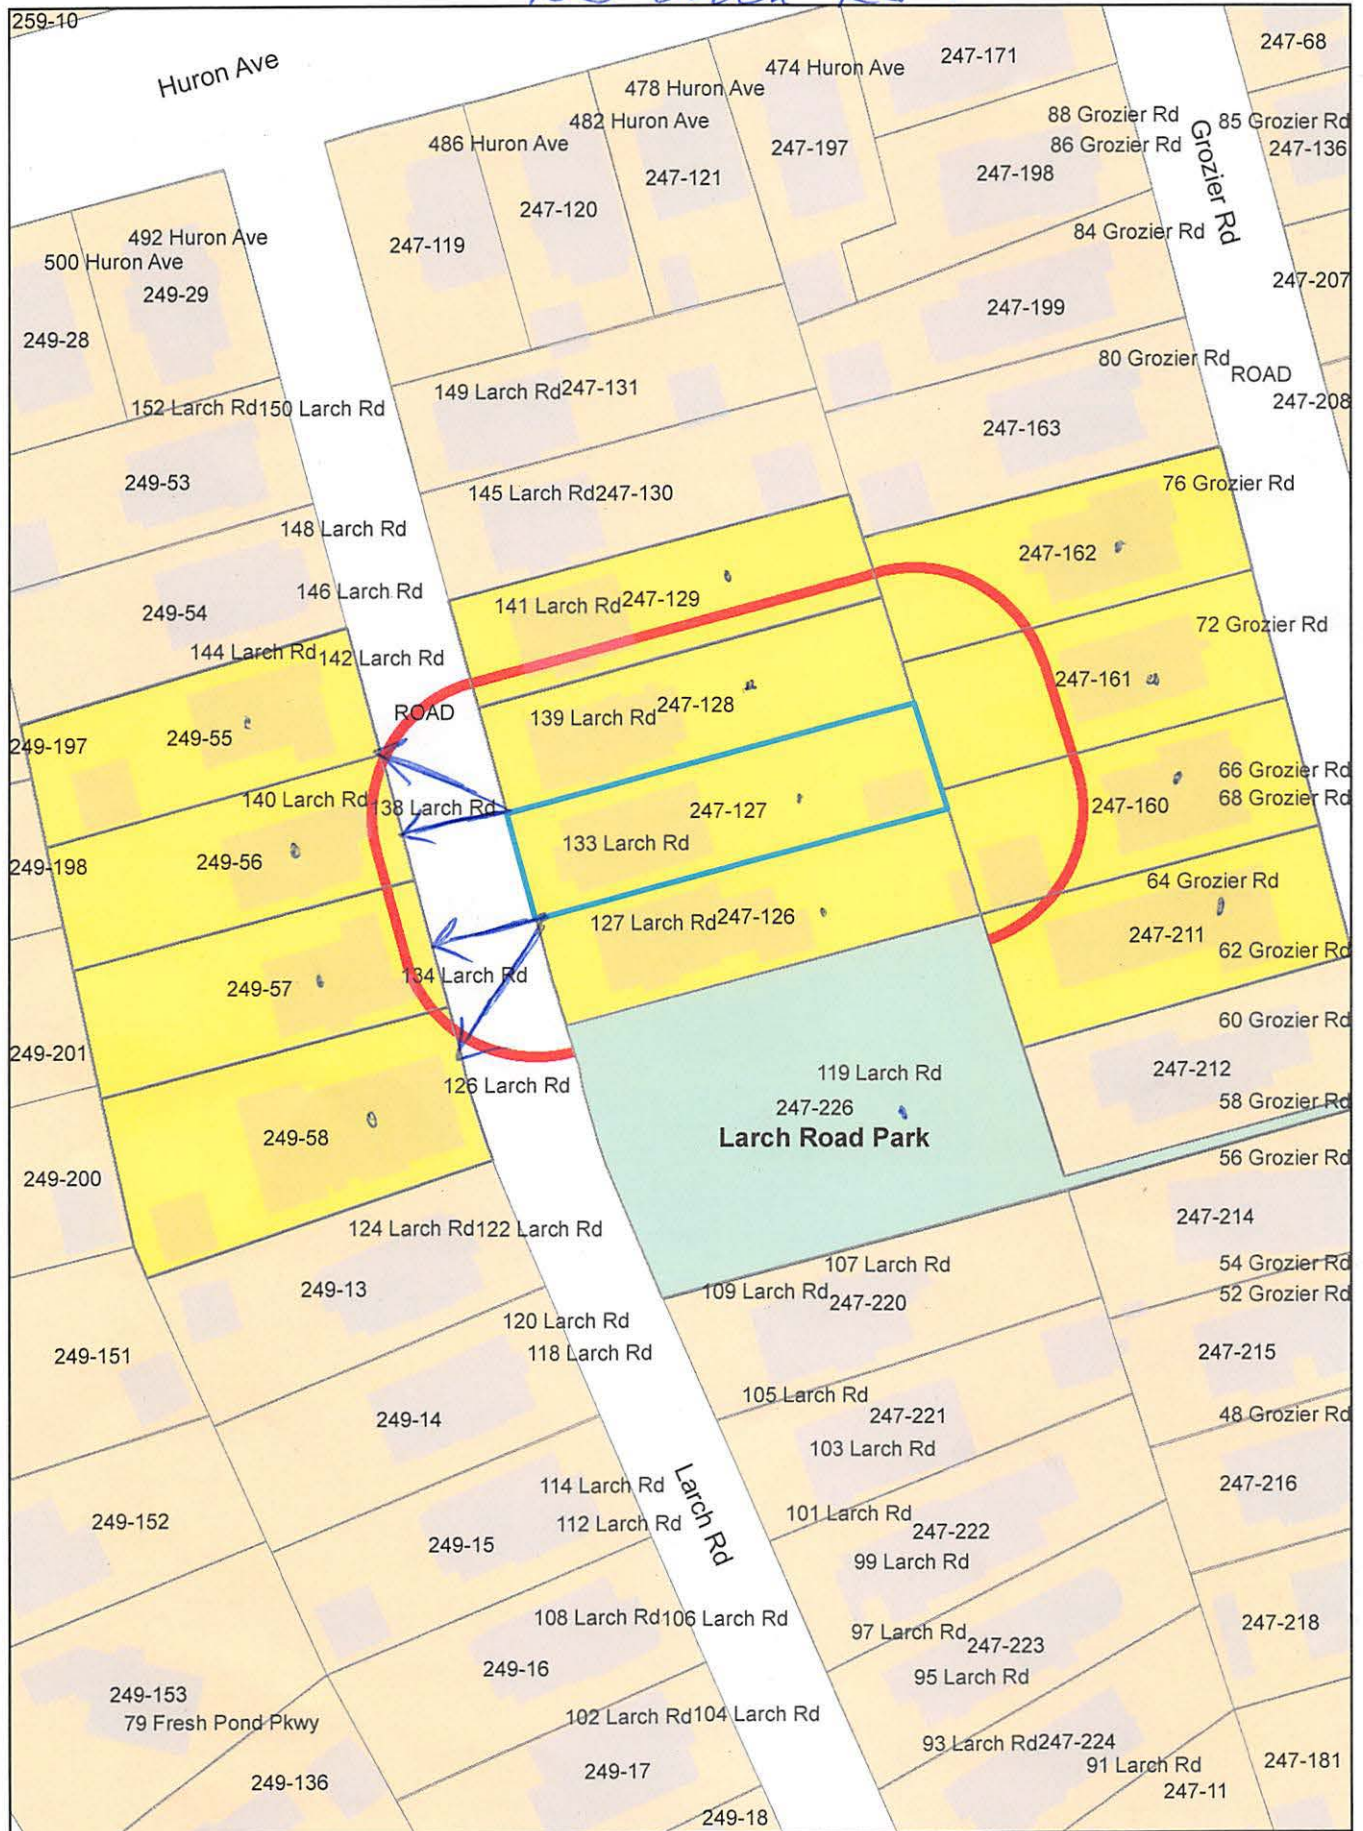 259-10
Huron Ave
474 Huron Ave
247-171
247-68
478 Huron Ave
482 Huron Ave
88 Grozier Rd
85 Grozier Rd
486 Huron Ave
247-197
86 Grozier Rd
247-136
Grozier Rd
247-121
247-198
247-120
247-119
84 Grozier Rd
492 Huron Ave
500 Huron Ave
249-29
247-207
247-199
249-28
80 Grozier Rd
ROAD
149 Larch Rd
247-131
247-208
152 Larch Rd
150 Larch Rd
247-163
249-53
145 Larch Rd
247-130
76 Grozier Rd
148 Larch Rd
247-162
146 Larch Rd
141 Larch Rd
247-129
249-54
72 Grozier Rd
144 Larch Rd
142 Larch Rd
247-161
ROAD
139 Larch Rd
247-128
249-197
249-55
66 Grozier Rd
140 Larch Rd
138 Larch Rd
247-127
247-160
68 Grozier Rd
133 Larch Rd
249-198
249-56
64 Grozier Rd
127 Larch Rd
247-126
247-211
62 Grozier Rd
249-57
134 Larch Rd
60 Grozier Rd
249-201
119 Larch Rd
247-212
126 Larch Rd
247-226
58 Grozier Rd
249-58
Larch Road Park
56 Grozier Rd
249-200
124 Larch Rd
122 Larch Rd
247-214
107 Larch Rd
54 Grozier Rd
249-13
109 Larch Rd
247-220
52 Grozier Rd
120 Larch Rd
249-151
118 Larch Rd
247-215
105 Larch Rd
249-14
247-221
48 Grozier Rd
103 Larch Rd
114 Larch Rd
Larch Rd
247-216
249-152
112 Larch Rd
101 Larch Rd
247-222
249-15
99 Larch Rd
108 Larch Rd
106 Larch Rd
97 Larch Rd
247-223
247-218
249-16
95 Larch Rd
249-153
79 Fresh Pond Pkwy
102 Larch Rd
104 Larch Rd
93 Larch Rd
247-224
249-136
249-17
91 Larch Rd
247-181
247-11
249-18